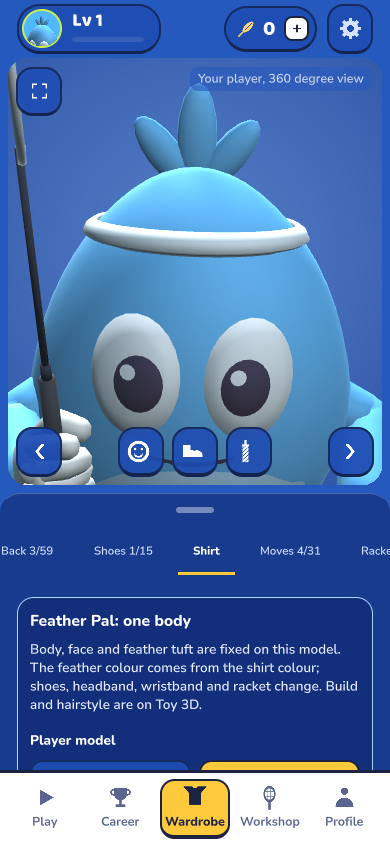 Lv 1
0
+
Your player, 360 degree view
Back 3/59
Shoes 1/15
Shirt
Moves 4/31
Racke
Feather Pal: one body
Body, face and feather tuft are fixed on this model.
The feather colour comes from the shirt colour;
shoes, headband, wristband and racket change. Build
and hairstyle are on Toy 3D.
Player model
Play
Career
Wardrobe
Workshop
Profile